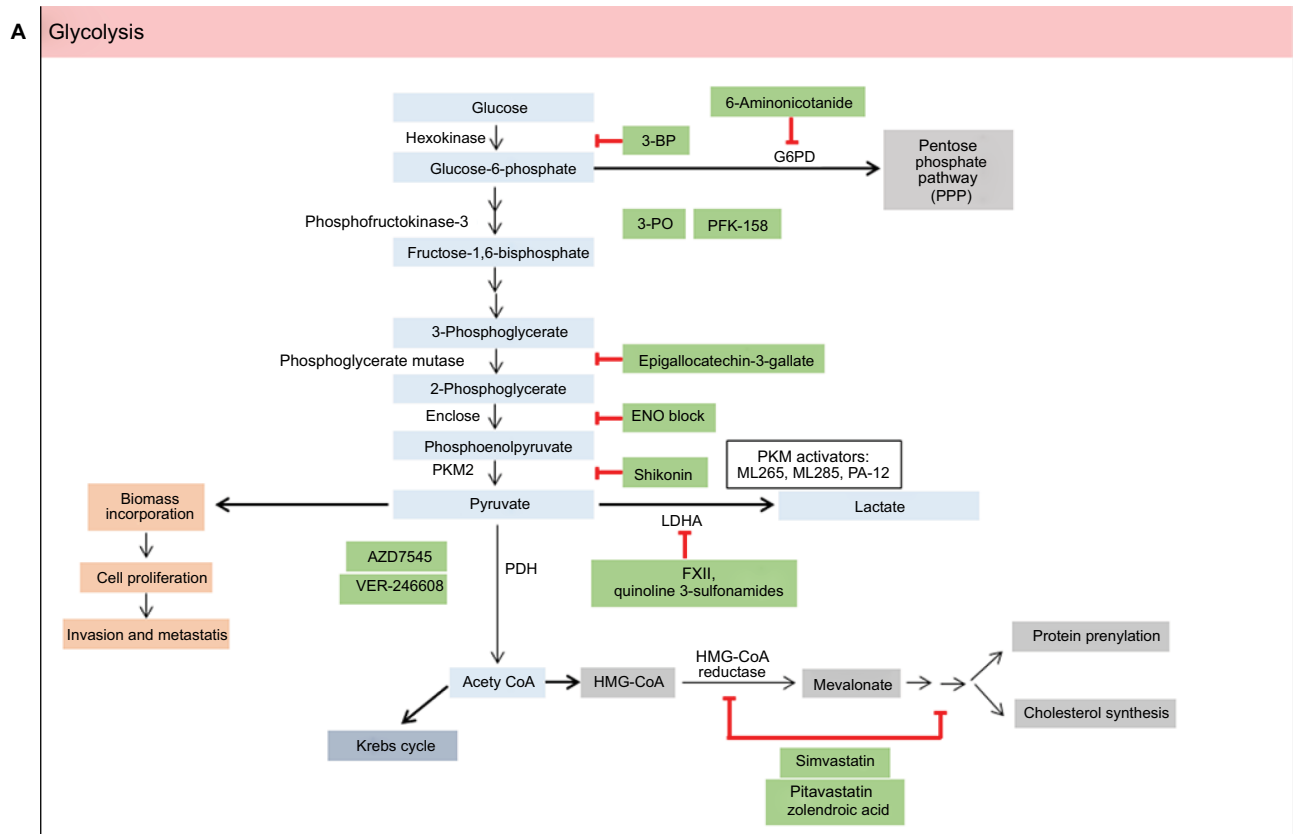 A
Glycolysis
Glucose
6-Aminonicotanide
Hexokinase
3-BP
G6PD
Pentose
phosphate
pathway
(PPP)
Glucose-6-phosphate
Phosphofructokinase-3
3-PO
PFK-158
Fructose-1,6-bisphosphate
3-Phosphoglycerate
Phosphoglycerate mutase
Epigallocatechin-3-gallate
2-Phosphoglycerate
Enclose
ENO block
Phosphoenolpyruvate
PKM activators:
ML265, ML285, PA-12
PKM2
Shikonin
Biomass
incorporation
Pyruvate
Lactate
LDHA
AZD7545
VER-246608
PDH
FXII,
quinoline 3-sulfonamides
Cell proliferation
Invasion and metastatis
Acety CoA
HMG-CoA
HMG-CoA
reductase
Mevalonate
Protein prenylation
Cholesterol synthesis
Krebs cycle
Simvastatin
Pitavastatin
zolendroic acid